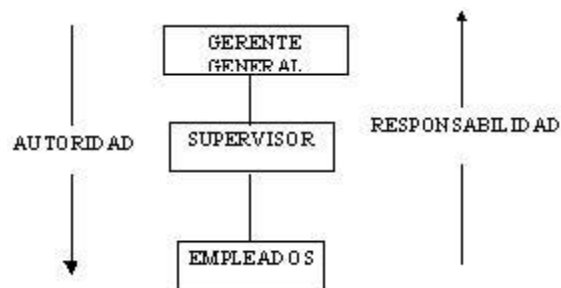 GERENTE
GENERAL
AUTORIDAD
SUPERVISOR
RESPONSABILIDAD
EMPLEADOS